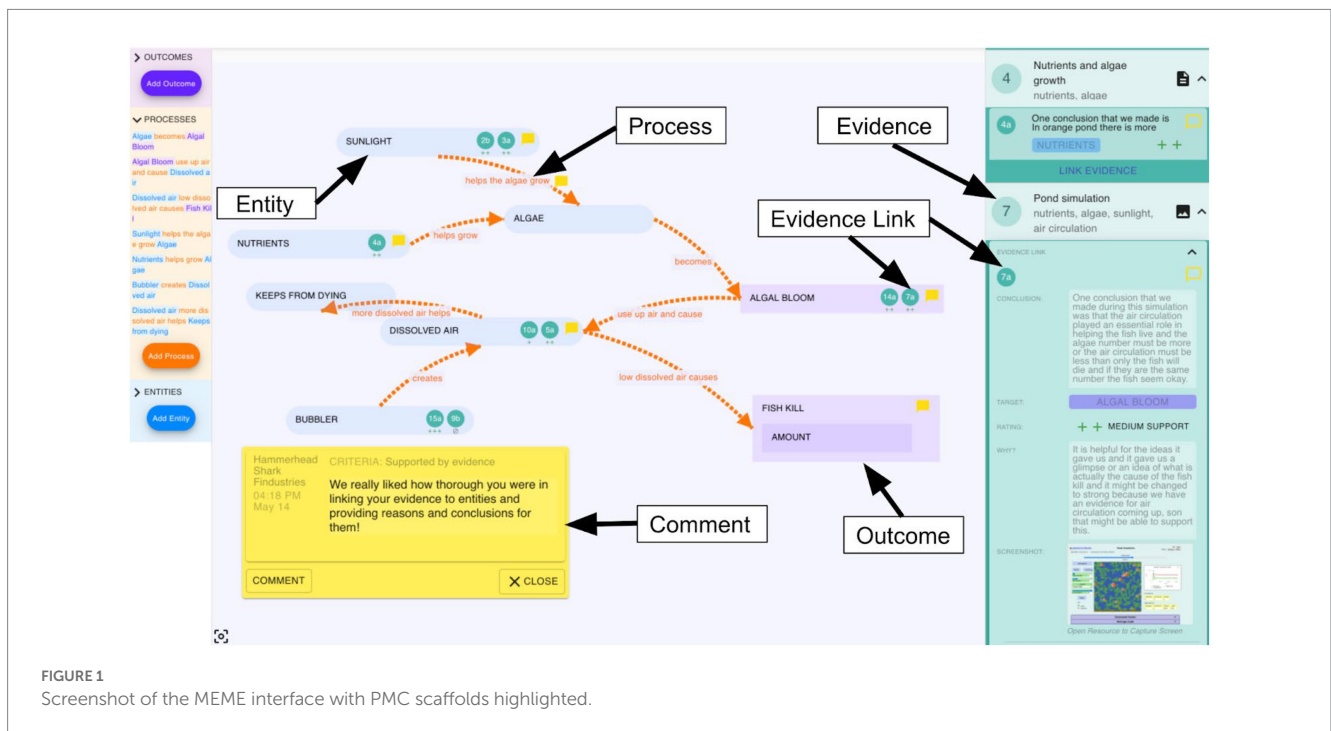 OUTCOMES
Add Outcome
PROCESSES
Algae becomes Algal
Bloom
Algal Bloom use up air
and cause Dissolved a
ir
Dissolved air low disso
lved air causes Fish Kil
l
Sunlight helps the alga
e grow Algae
Nutrients helps grow Al
gae
Bubbler creates Dissol
ved air
Dissolved air more dis
solved air helps Keeps
from dying
Add Process
ENTITIES
Add Entity
Process
Entity
Evidence
Evidence Link
Comment
Outcome
SUNLIGHT
2b 3a
++ ++
helps the algae grow
ALGAE
NUTRIENTS
4a
++
helps grow
becomes
KEEPS FROM DYING
more dissolved air helps
DISSOLVED AIR
10a 5a
+ ++
ALGAL BLOOM
14a 7a
++ ++
use up air and cause
creates
low dissolved air causes
BUBBLER
15a 9b
+++
FISH KILL
AMOUNT
Hammerhead
Shark
Findustries
04:18 PM
May 14
CRITERIA: Supported by evidence
We really liked how thorough you were in
linking your evidence to entities and
providing reasons and conclusions for
them!
COMMENT
CLOSE
4
Nutrients and algae
growth
nutrients, algae
4a
One conclusion that we made is
In orange pond there is more
NUTRIENTS
+ +
LINK EVIDENCE
7
Pond simulation
nutrients, algae, sunlight,
air circulation
EVIDENCE LINK
7a
CONCLUSION:
One conclusion that we
made during this simulation
was that the air circulation
played an essential role in
helping the fish live and the
algae number must be more
or the air circulation must be
less than only the fish will
die and if they are the same
number the fish seem okay.
TARGET:
ALGAL BLOOM
RATING:
+ + MEDIUM SUPPORT
WHY?
It is helpful for the ideas it
gave us and it gave us a
glimpse or an idea of what is
actually the cause of the fish
kill and it might be changed
to strong because we have
an evidence for air
circulation coming up, son
that might be able to support
this.
SCREENSHOT:
Open Resource to Capture Screen
FIGURE 1
Screenshot of the MEME interface with PMC scaffolds highlighted.